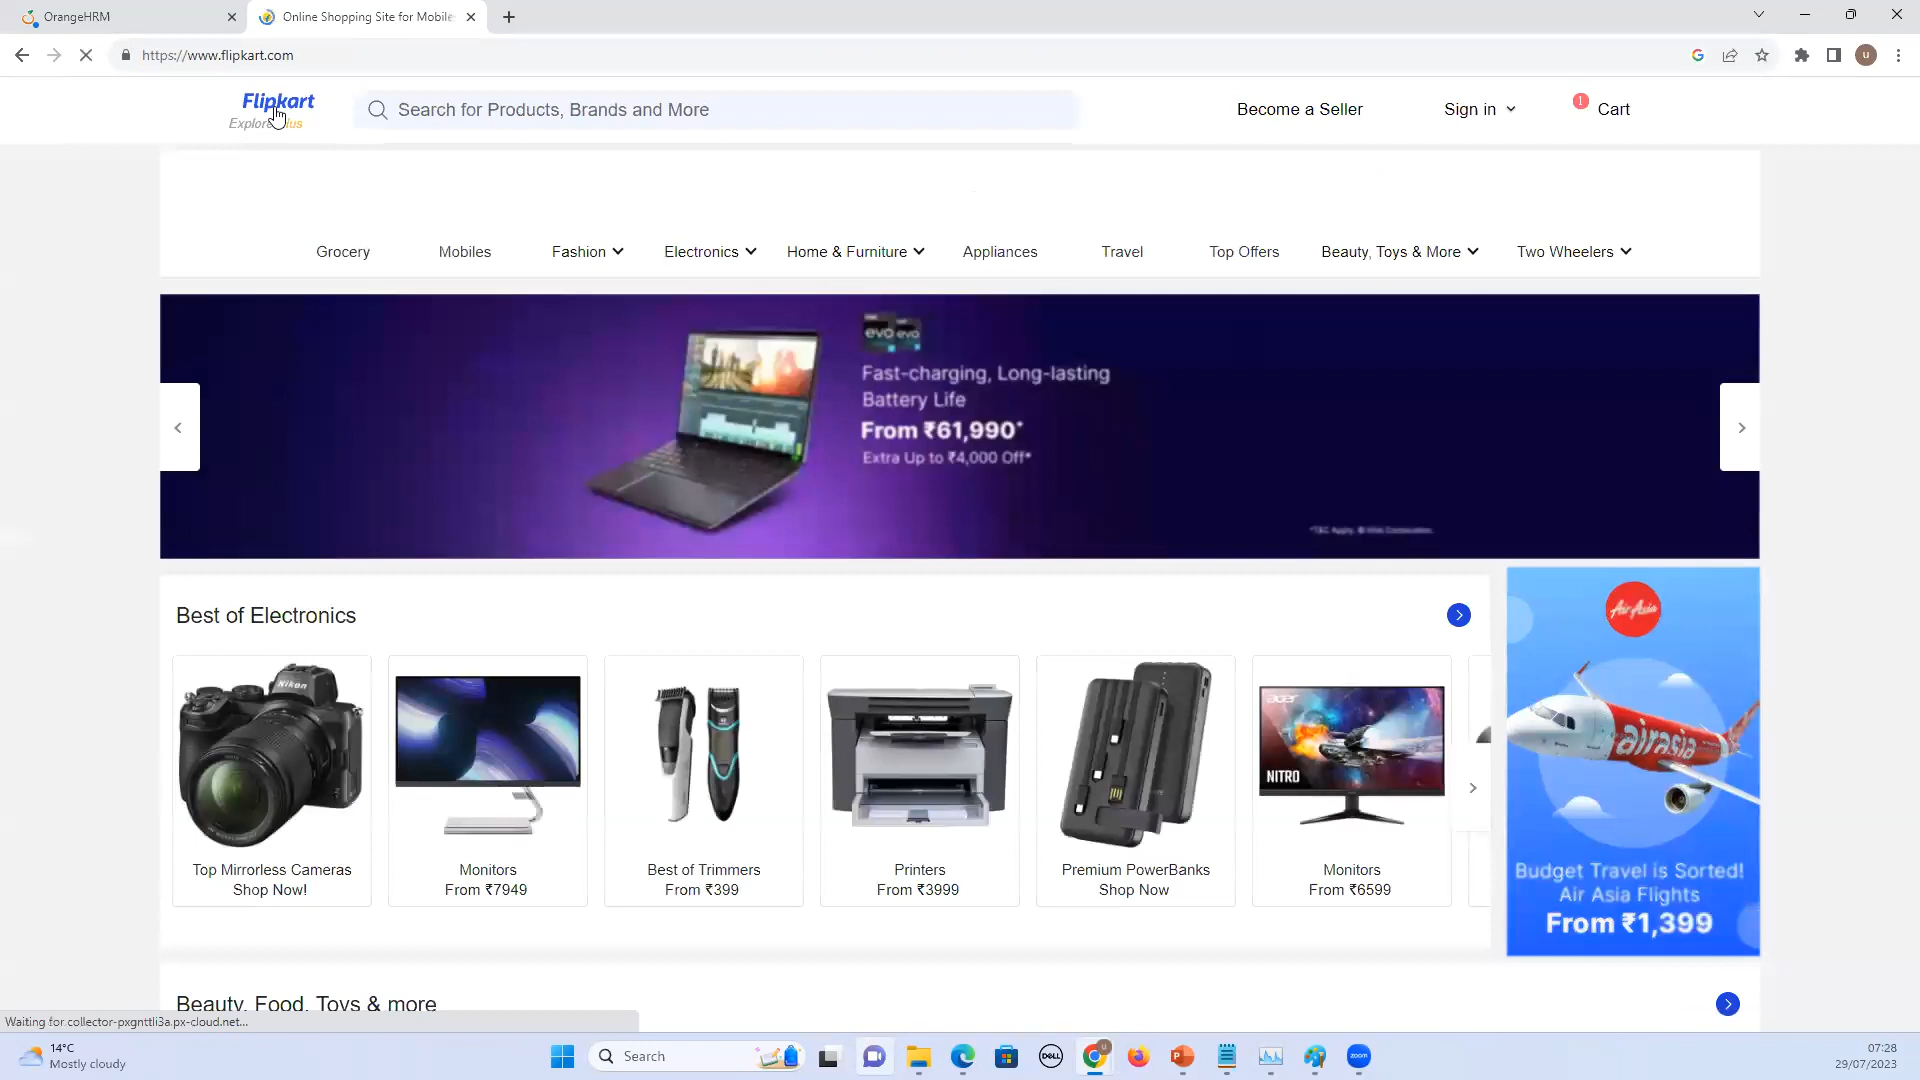 OrangeHRM
Online Shopping Site for Mobile
https://www.flipkart.com
u
Flipkart
Explore Plus
Search for Products, Brands and More
Become a Seller
Sign in
1
Cart
Grocery
Mobiles
Fashion
Electronics
Home & Furniture
Appliances
Travel
Top Offers
Beauty, Toys & More
Two Wheelers
evo evo
Fast-charging, Long-lasting
Battery Life
From ₹61,990*
Extra Up to ₹4,000 Off*
Best of Electronics
Nikon
acer
NITRO
Top Mirrorless Cameras
Shop Now!
Monitors
From ₹7949
Best of Trimmers
From ₹399
Printers
From ₹3999
Premium PowerBanks
Shop Now
Monitors
From ₹6599
AirAsia
airasia
Budget Travel is Sorted!
Air Asia Flights
From ₹1,399
Beauty, Food, Toys & more
Waiting for collector-pxgnttli3a.px-cloud.net...
14°C
Mostly cloudy
Search
DELL
u
zoom
07:28
29/07/2023